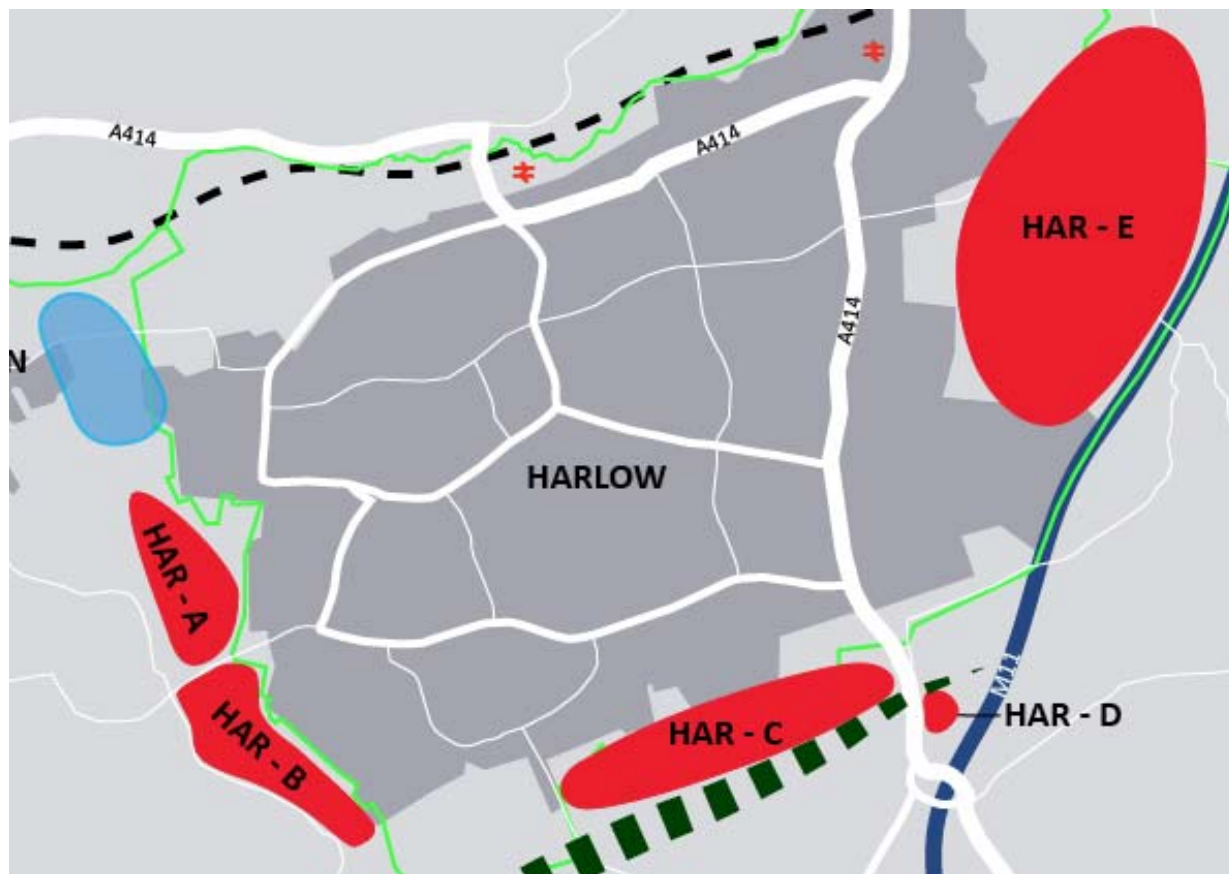 A414
A414
HAR - E
A414
N
HARLOW
HAR - A
M11
HAR - D
HAR - C
HAR - B